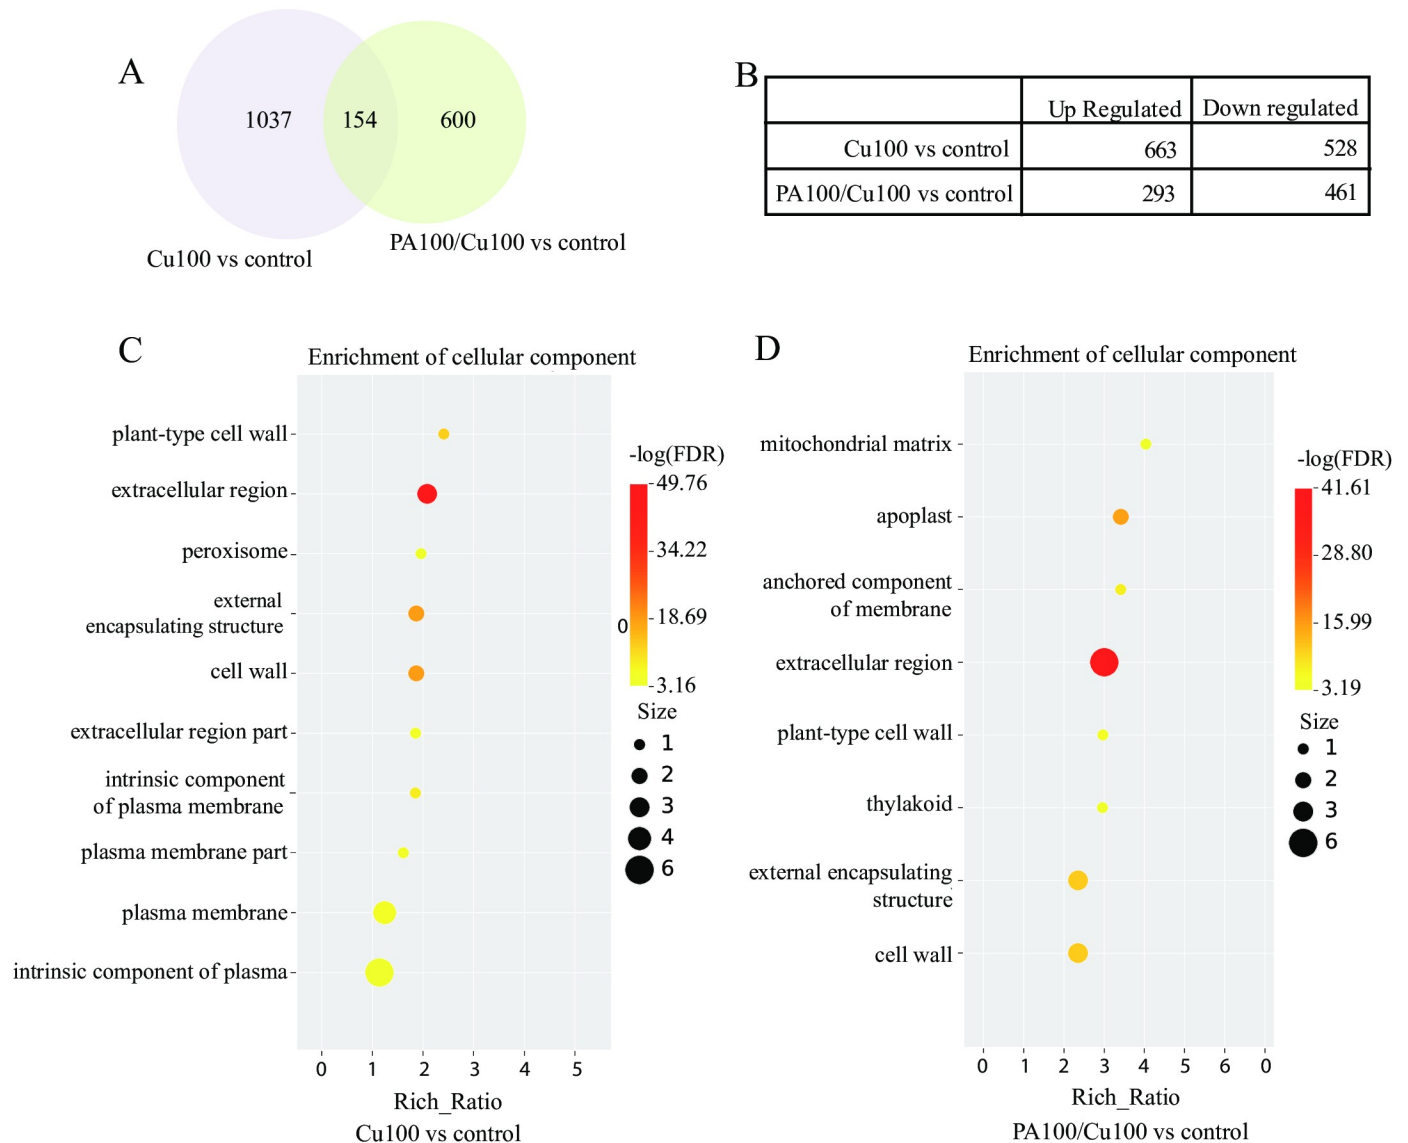 A
1037
154
600
Cu100 vs control
PA100/Cu100 vs control
B
Up Regulated Down regulated
Cu100 vs control 663 528
PA100/Cu100 vs control 293 461
C
Enrichment of cellular component
plant-type cell wall
extracellular region
peroxisome
external
encapsulating structure
cell wall
extracellular region part
intrinsic component
of plasma membrane
plasma membrane part
plasma membrane
intrinsic component of plasma
0 1 2 3 4 5
Rich_Ratio
Cu100 vs control
-log(FDR)
49.76
34.22
18.69
0
3.16
Size
1
2
3
4
6
D
Enrichment of cellular component
mitochondrial matrix
apoplast
anchored component
of membrane
extracellular region
plant-type cell wall
thylakoid
external encapsulating
structure
cell wall
0 1 2 3 4 5 6 0
Rich_Ratio
PA100/Cu100 vs control
-log(FDR)
41.61
28.80
15.99
3.19
Size
1
2
3
6